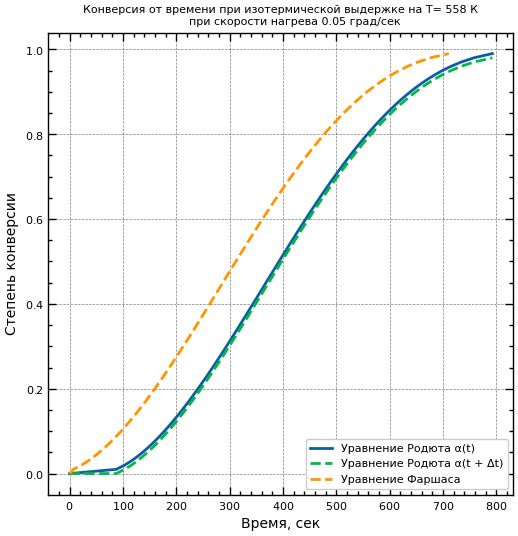 Конверсия от времени при изотермической выдержке на Т= 558 К
при скорости нагрева 0.05 град/сек
Степень конверсии
1.0
0.8
0.6
0.4
0.2
0.0
Уравнение Родюта α(t)
Уравнение Родюта α(t + Δt)
Уравнение Фаршаса
0 100 200 300 400 500 600 700 800
Время, сек